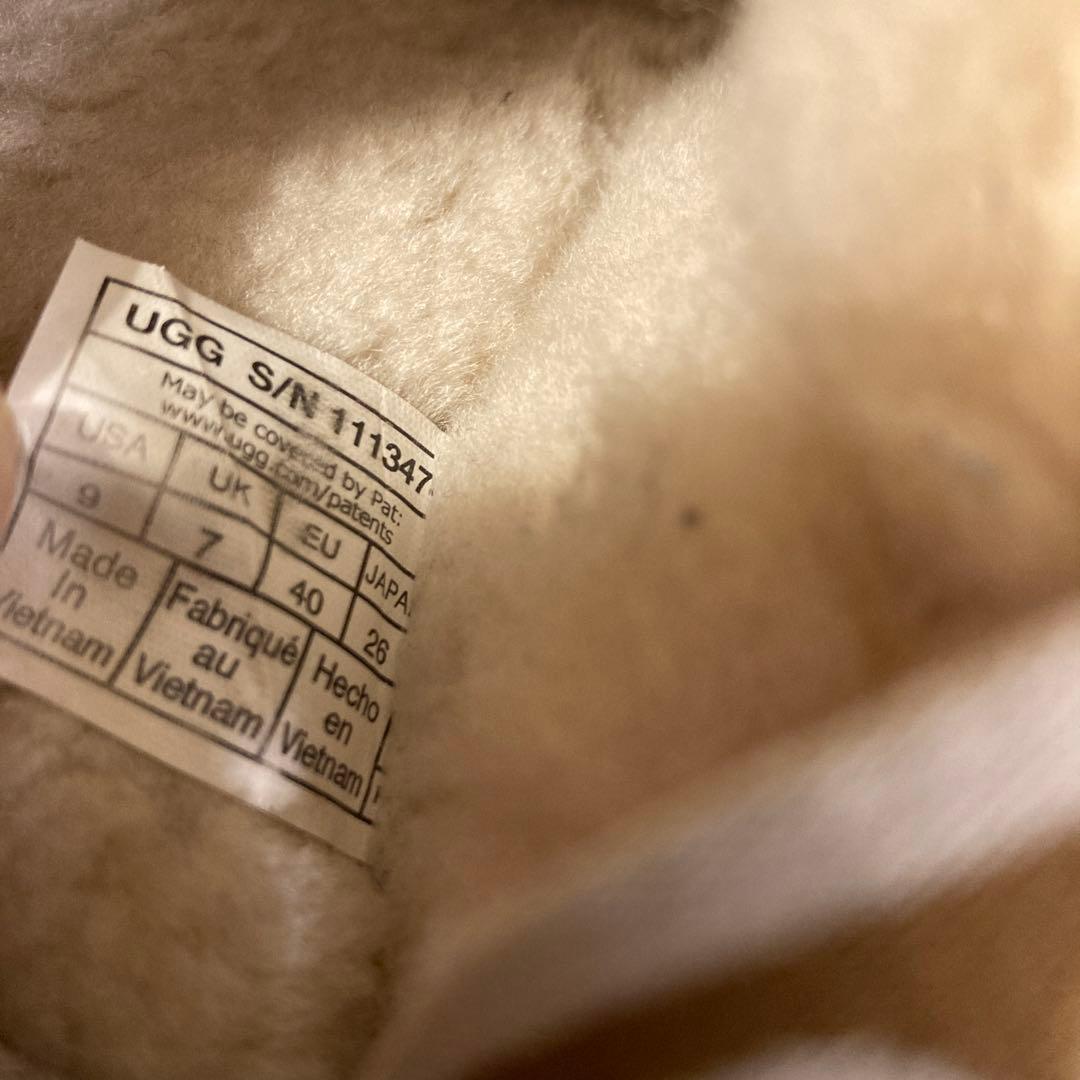 UGG S/N 111347
May be covered by Pat:
www.ugg.com/patents
USA UK EU JAPA
9 7 40 26
Made Fabriqué Hecho
In au en
Vietnam Vietnam Vietnam